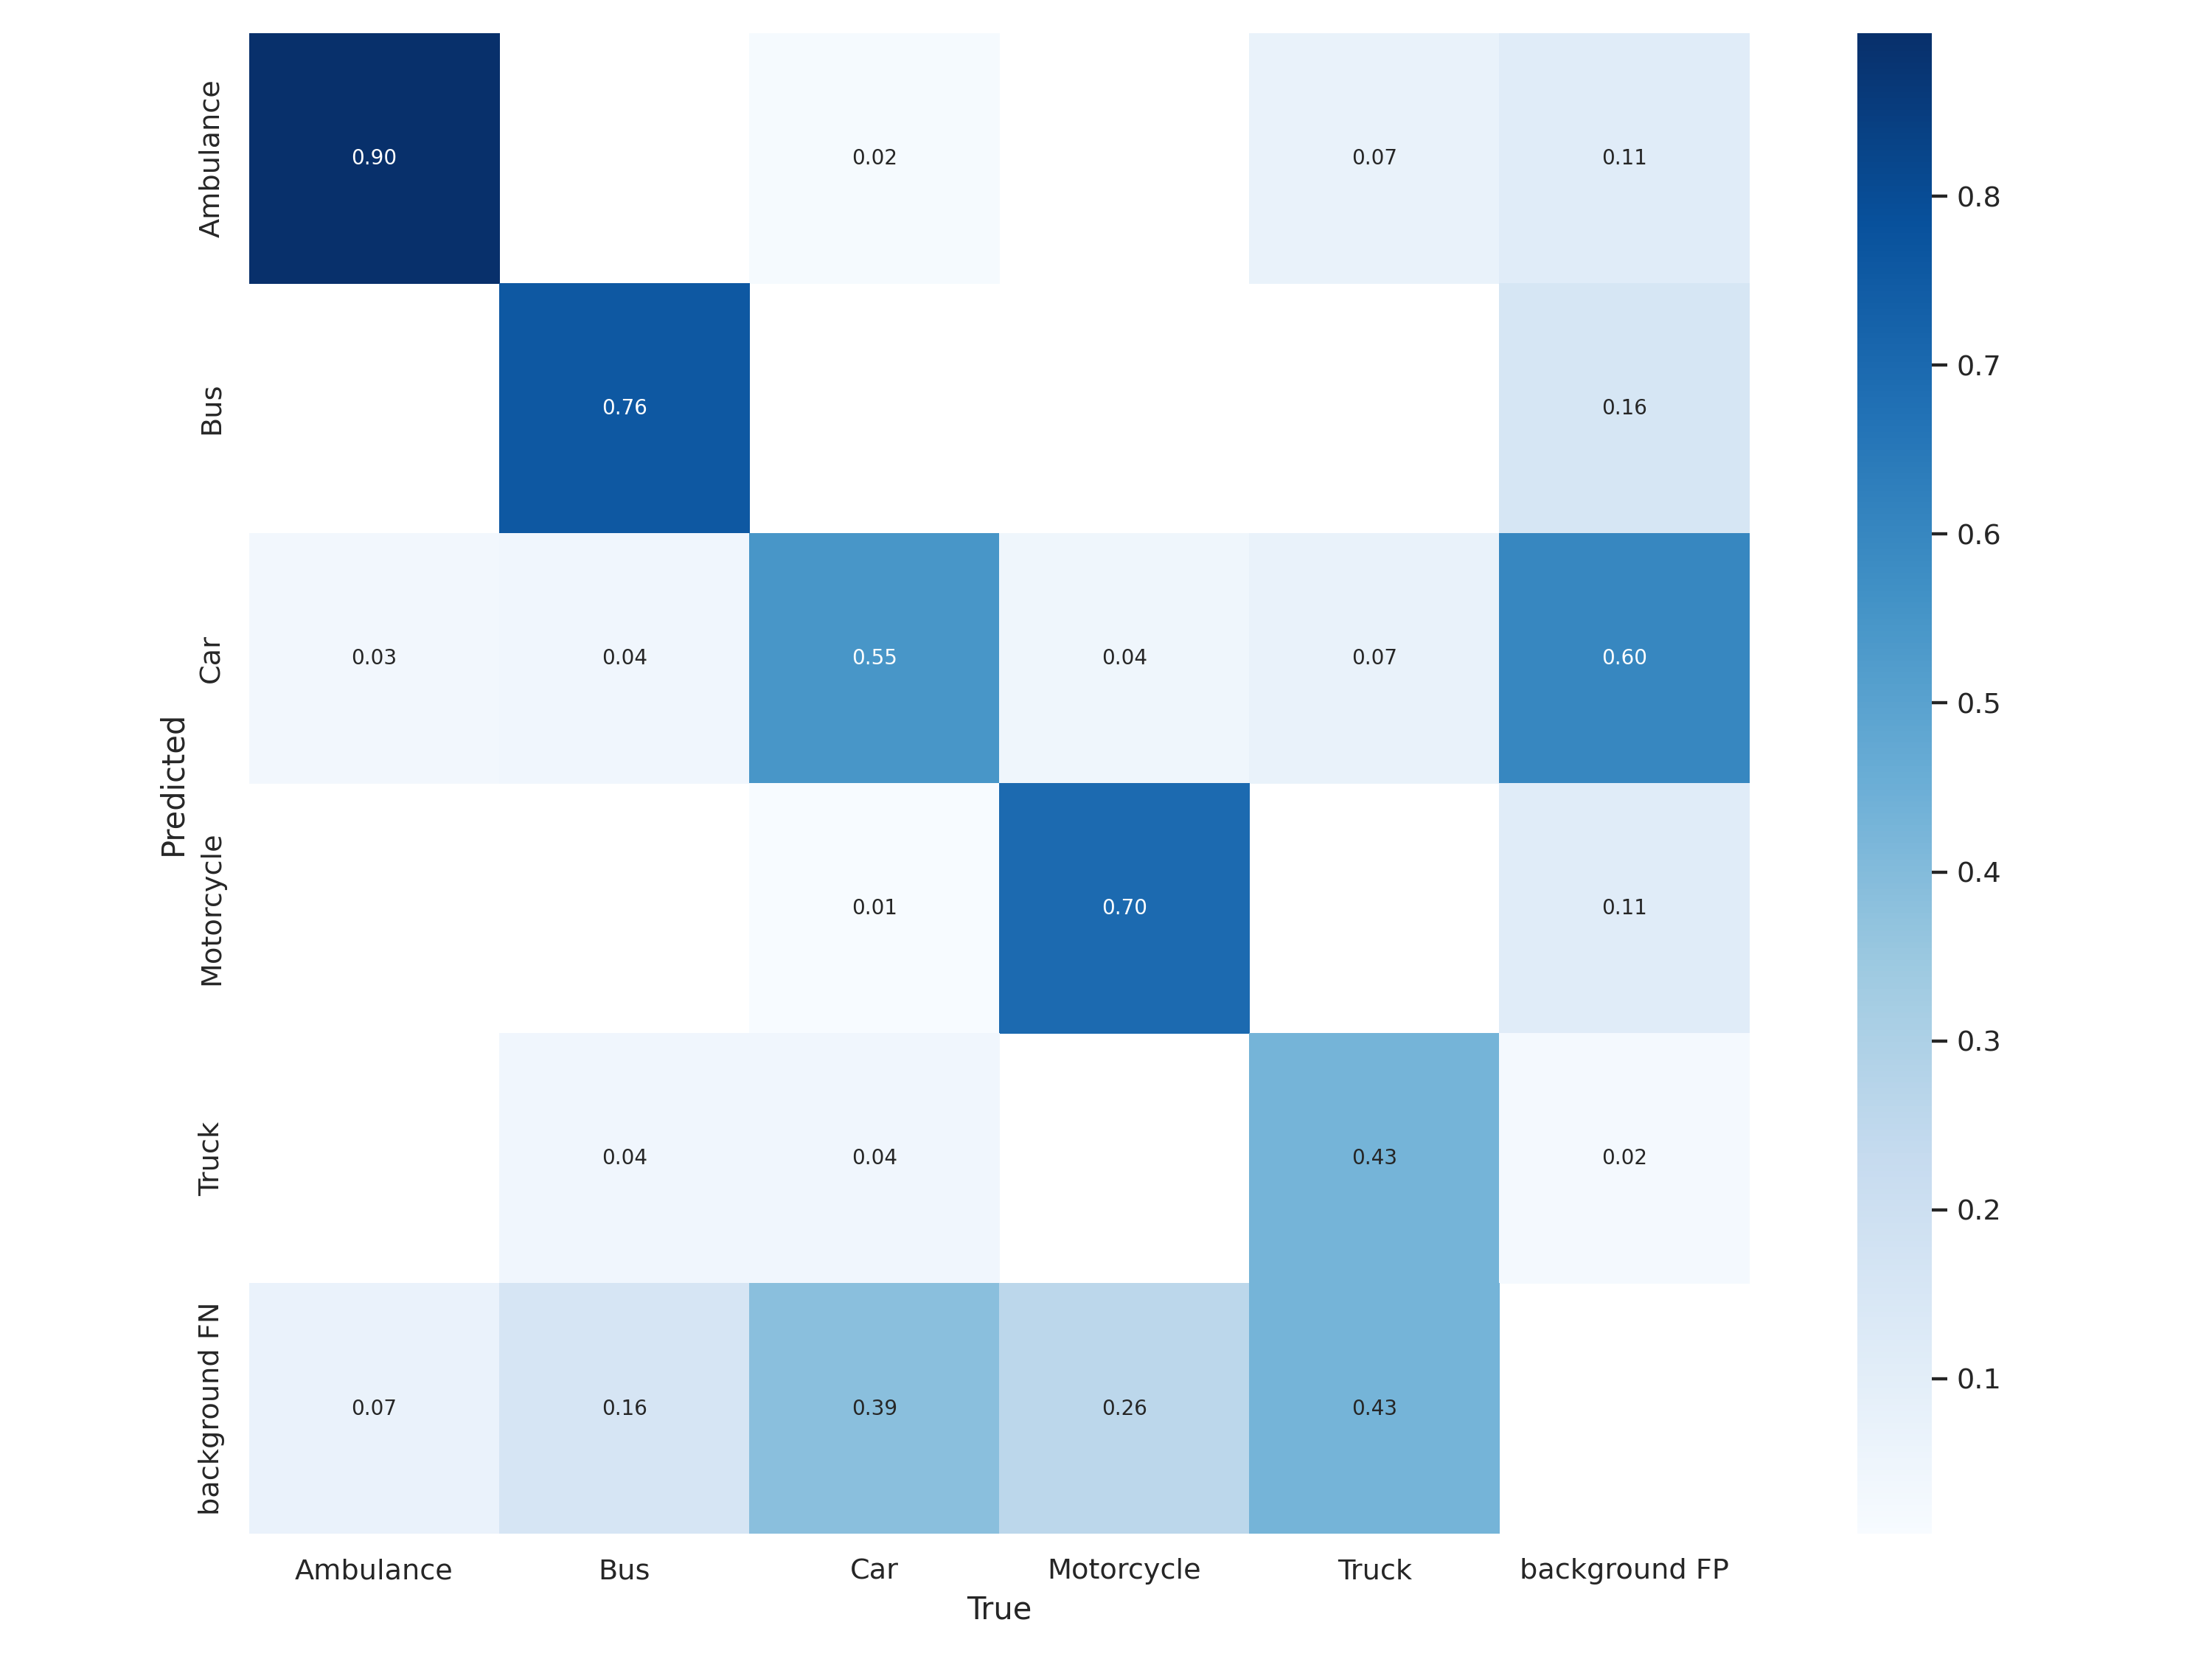 Predicted
Ambulance
0.90
0.02
0.07
0.11
Bus
0.76
0.16
Car
0.03
0.04
0.55
0.04
0.07
0.60
Motorcycle
0.01
0.70
0.11
Truck
0.04
0.04
0.43
0.02
background FN
0.07
0.16
0.39
0.26
0.43
Ambulance
Bus
Car
Motorcycle
Truck
background FP
True
0.8
0.7
0.6
0.5
0.4
0.3
0.2
0.1